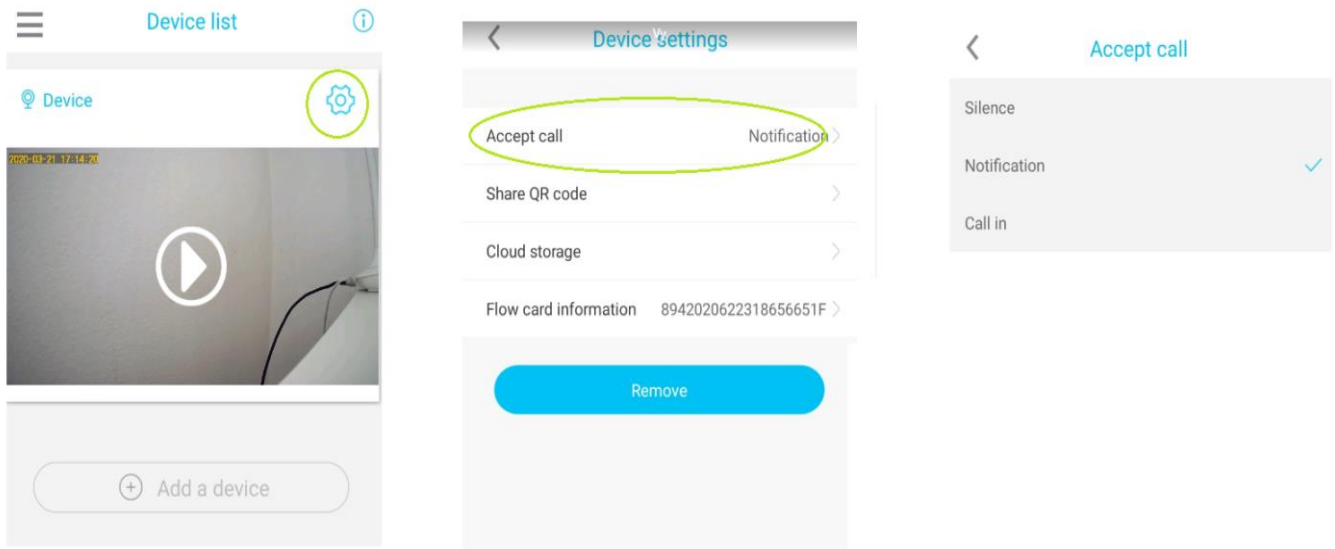 Device list
Device
2020-03-21 17:14:20
Add a device
Device settings
Accept call Notification
Share QR code
Cloud storage
Flow card information 8942020622318656651F
Remove
Accept call
Silence
Notification
Call in